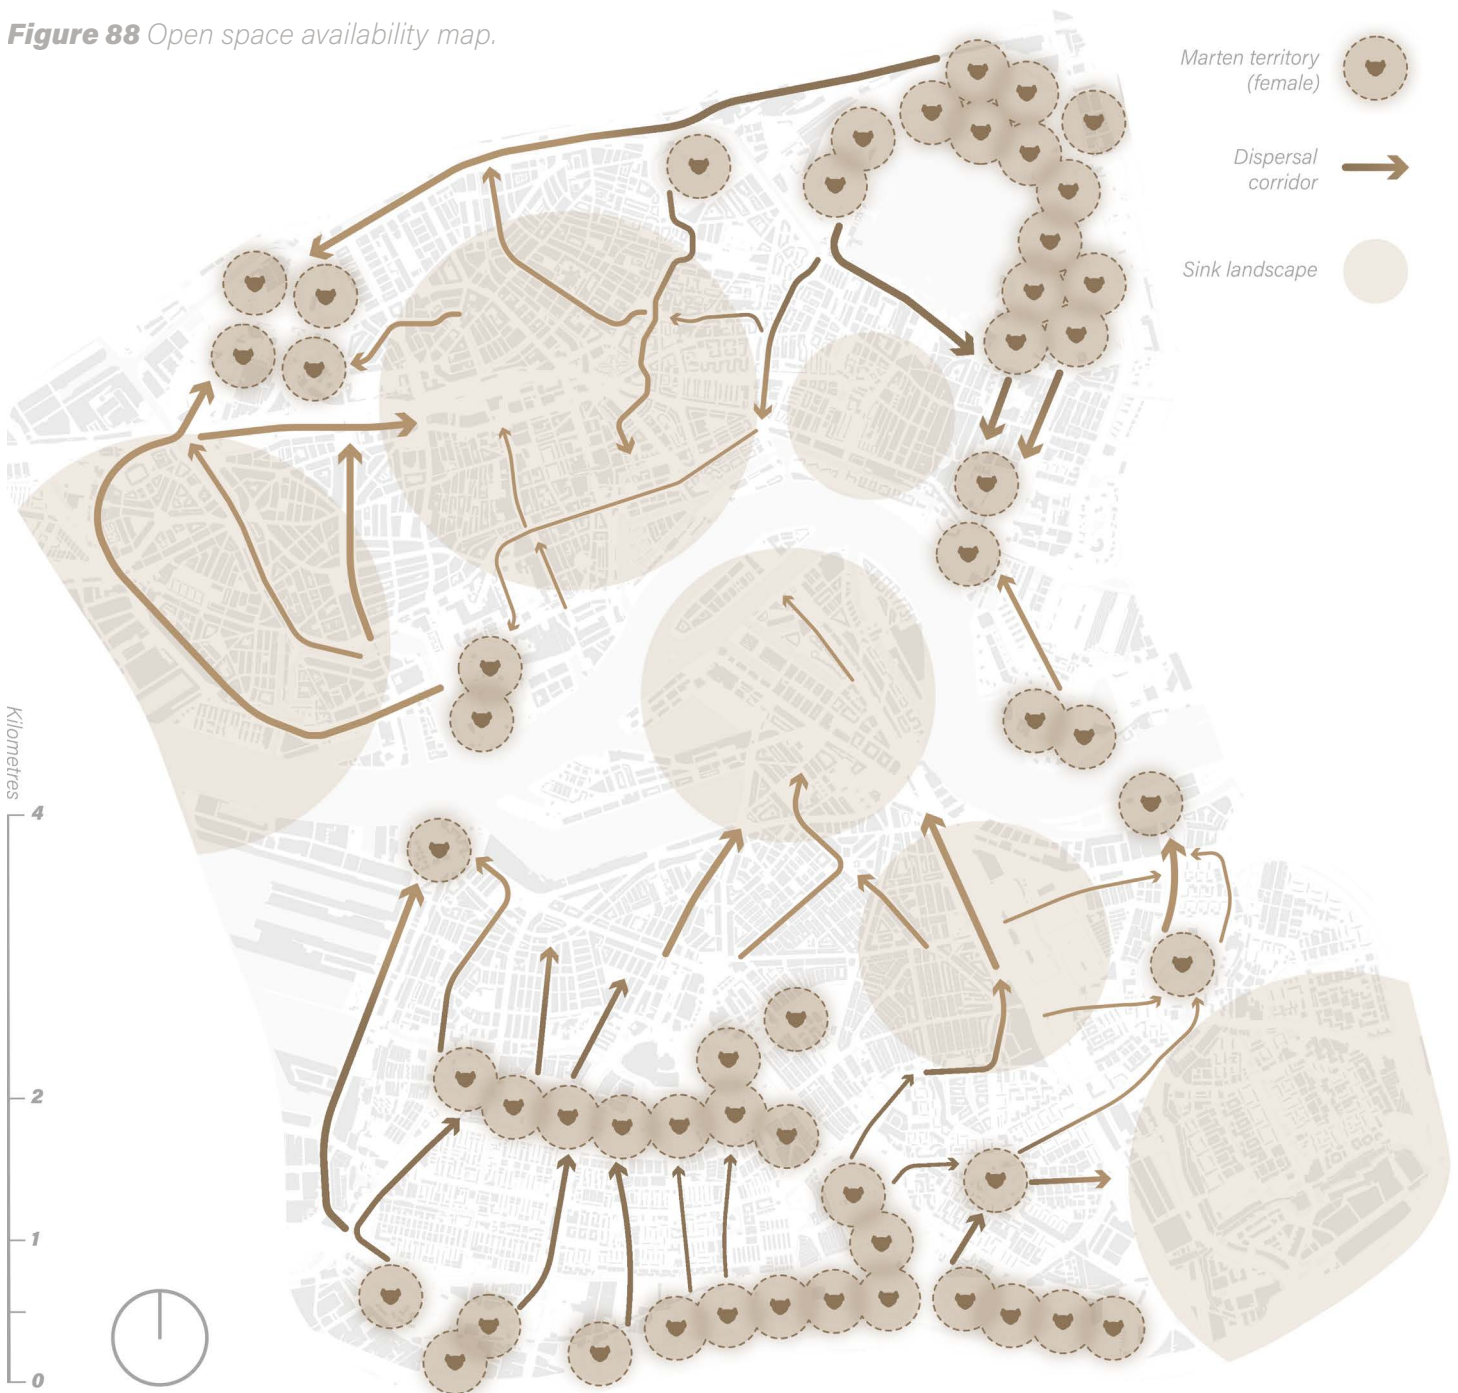 Figure 88 Open space availability map.
Marten territory
(female)
Dispersal
corridor
Sink landscape
Kilometres
4
2
1
0